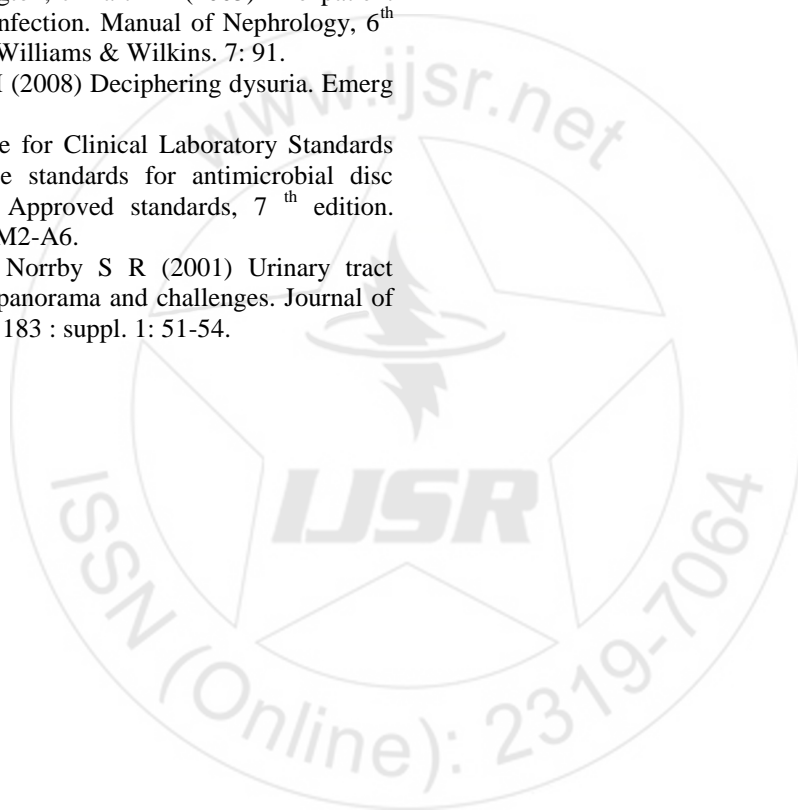 infection. Manual of Nephrology, 6th
Williams & Wilkins. 7: 91.
(2008) Deciphering dysuria. Emerg
e for Clinical Laboratory Standards
e standards for antimicrobial disc
Approved standards, 7 th edition.
M2-A6.
Norrby S R (2001) Urinary tract
panorama and challenges. Journal of
183 : suppl. 1: 51-54.
www.ijsr.net
IJSR
ISSN (Online): 2319-7064